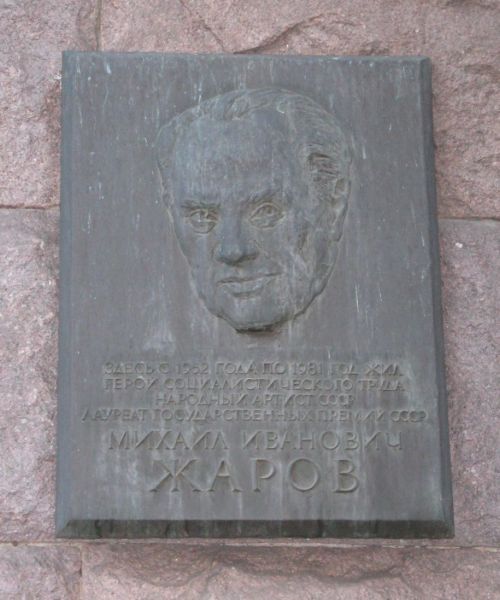 ЗДЕСЬ С 1952 ГОДА ПО 1981 ГОД ЖИЛ
ГЕРОЙ СОЦИАЛИСТИЧЕСКОГО ТРУДА
НАРОДНЫЙ АРТИСТ СССР
ЛАУРЕАТ ГОСУДАРСТВЕННЫХ ПРЕМИЙ СССР
МИХАИЛ ИВАНОВИЧ
ЖАРОВ